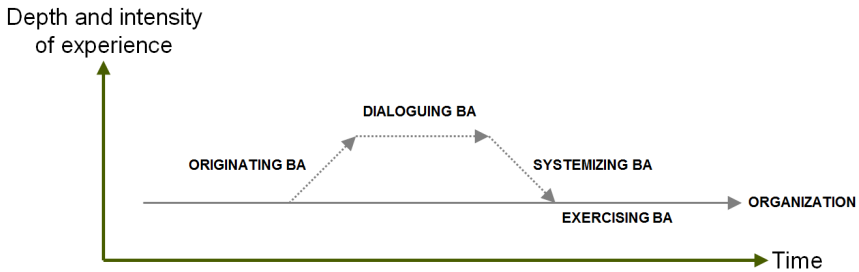 Depth and intensity
of experience
DIALOGUING BA
ORIGINATING BA
SYSTEMIZING BA
ORGANIZATION
EXERCISING BA
Time